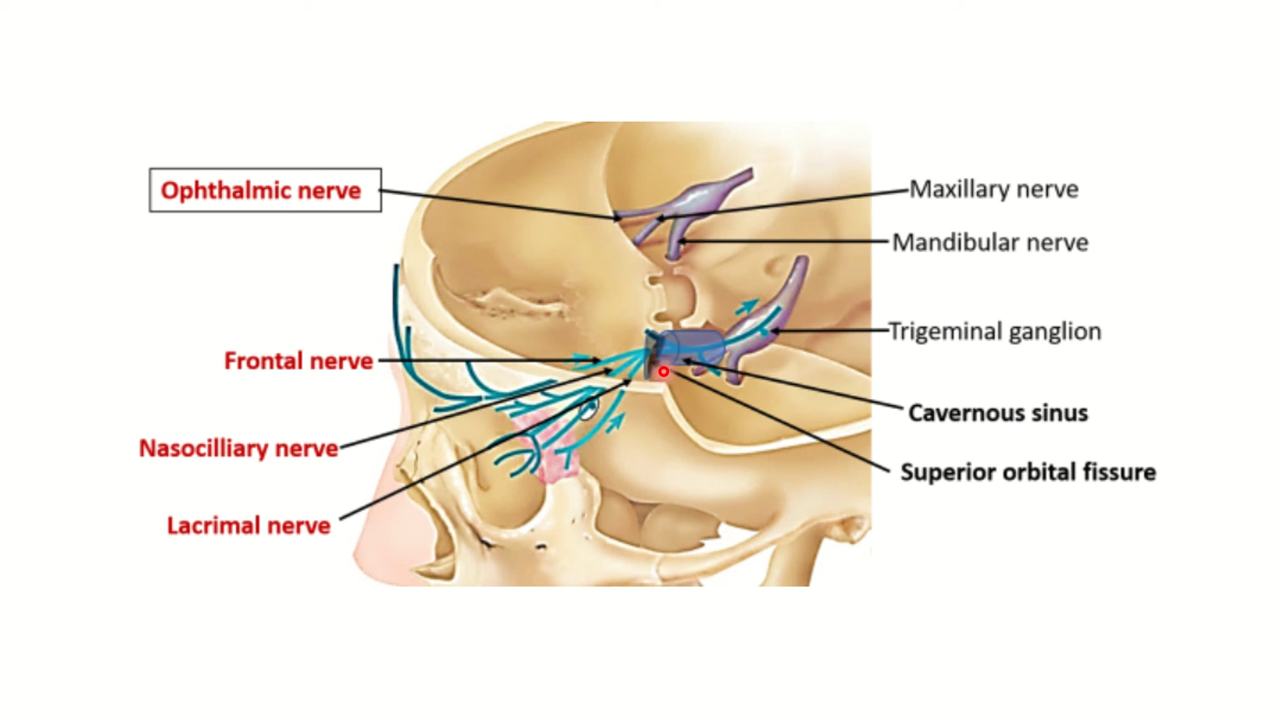 Ophthalmic nerve
Maxillary nerve
Mandibular nerve
Trigeminal ganglion
Frontal nerve
Cavernous sinus
Nasocilliary nerve
Superior orbital fissure
Lacrimal nerve